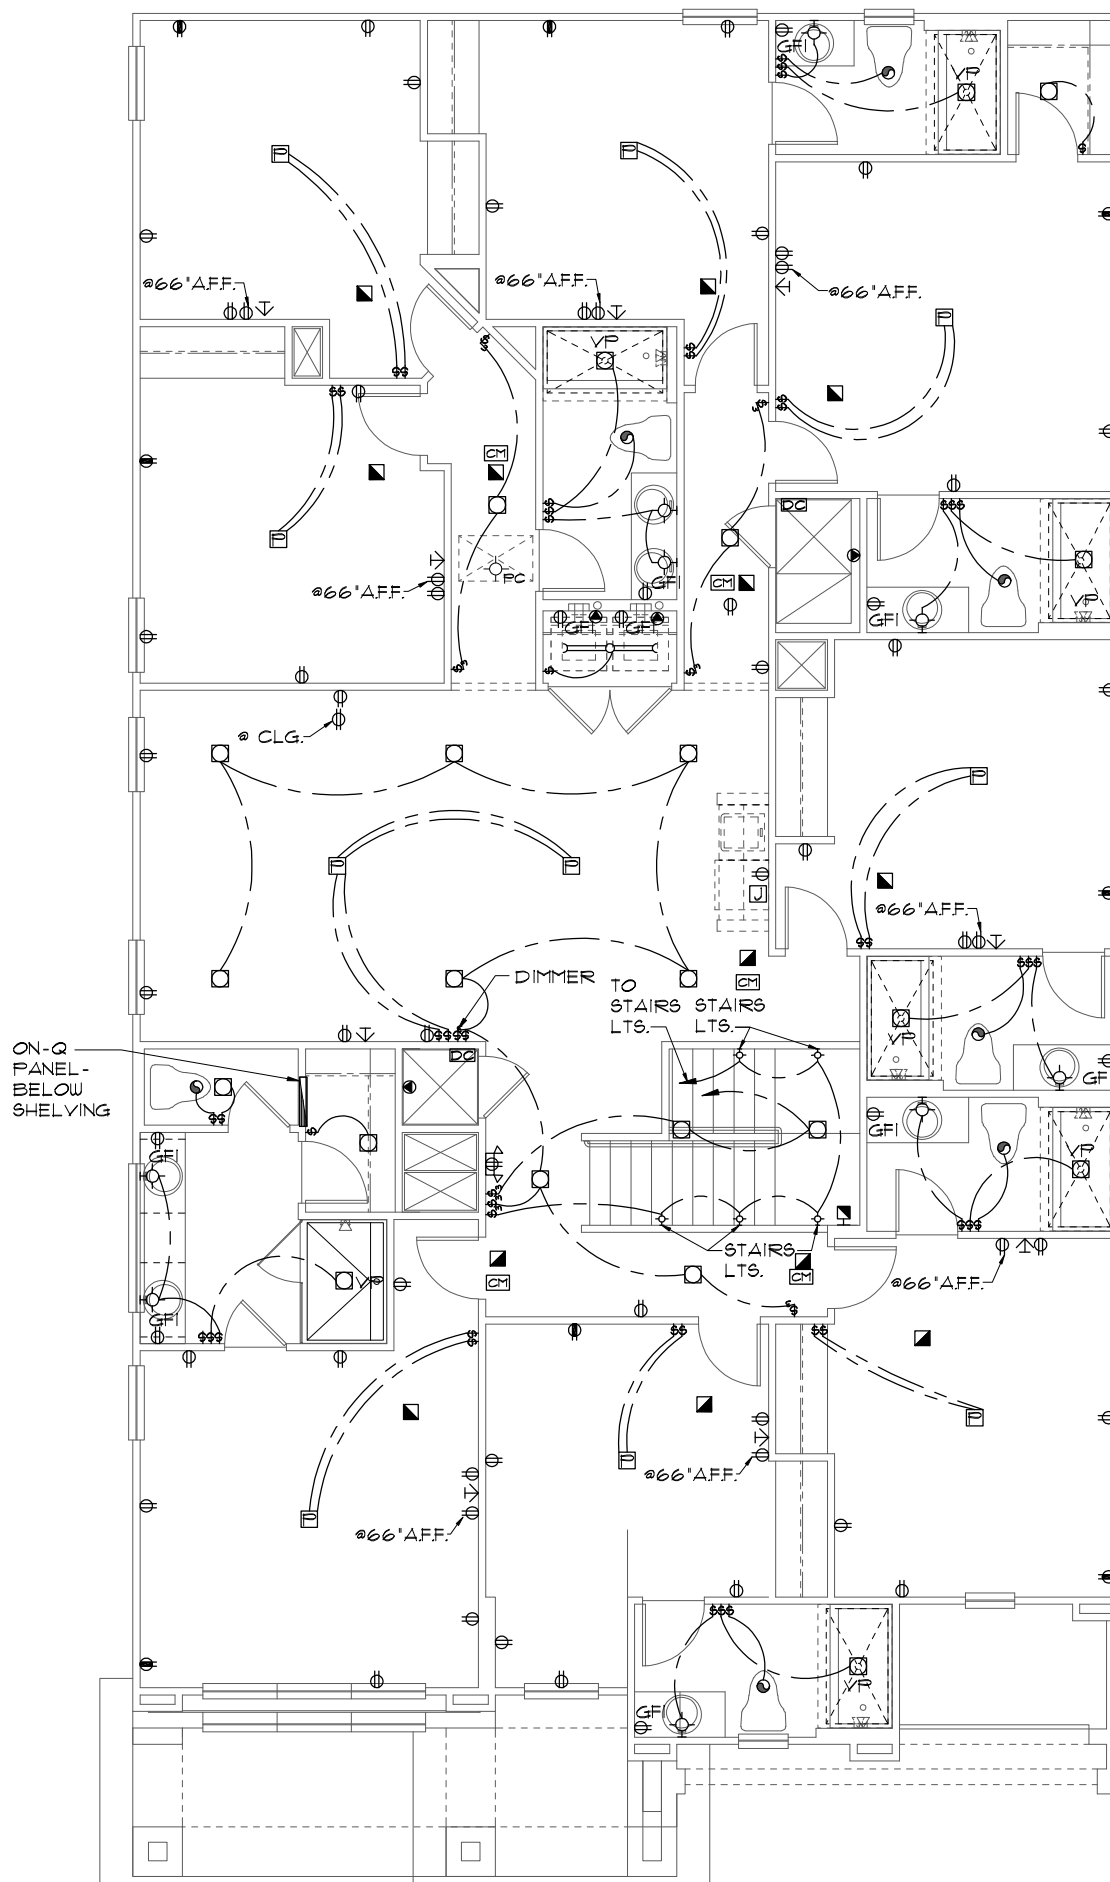 GFI
VP
@66"A.F.F.
@66"A.F.F.
@66"A.F.F.
VP
CM
DC
@66"A.F.F.
PC
GFI
CM
GFI
VP
GFI
GFI
@ CLG.
J
@66"A.F.F.
DIMMER
CM
TO
STAIRS
LTS.
STAIRS
LTS.
VP
ON-Q
PANEL-
BELOW
SHELVING
DC
GFI
GFI
VP
GFI
STAIRS
LTS.
CM
CM
VP
@66"A.F.F.
GFI
@66"A.F.F.
@66"A.F.F.
VP
GFI